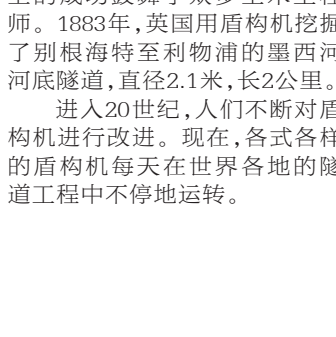 师。1883年,英国用盾构机挖掘
了别根海特至利物浦的墨西河
河底隧道,直径2.1米,长2公里。
进入20世纪,人们不断对盾
构机进行改进。现在,各式各样
的盾构机每天在世界各地的隧
道工程中不停地运转。